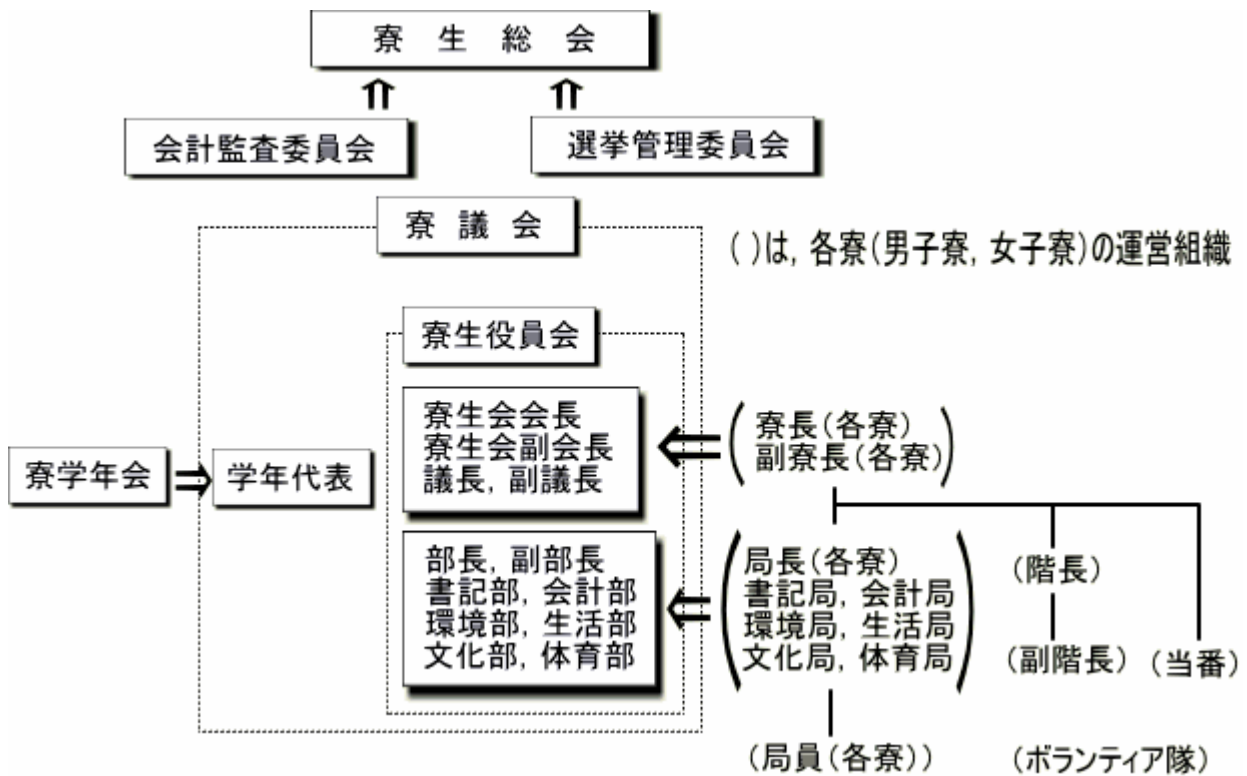 寮生総会
会計監査委員会
選挙管理委員会
寮議会
( )は, 各寮(男子寮, 女子寮)の運営組織
寮生役員会
寮生会会長
寮生会副会長
議長, 副議長
(寮長(各寮)
副寮長(各寮))
寮学年会
学年代表
部長, 副部長
書記部, 会計部
環境部, 生活部
文化部, 体育部
(局長(各寮)
書記局, 会計局
環境局, 生活局
文化局, 体育局)
(階長)
(副階長)
(当番)
(局員(各寮))
(ボランティア隊)